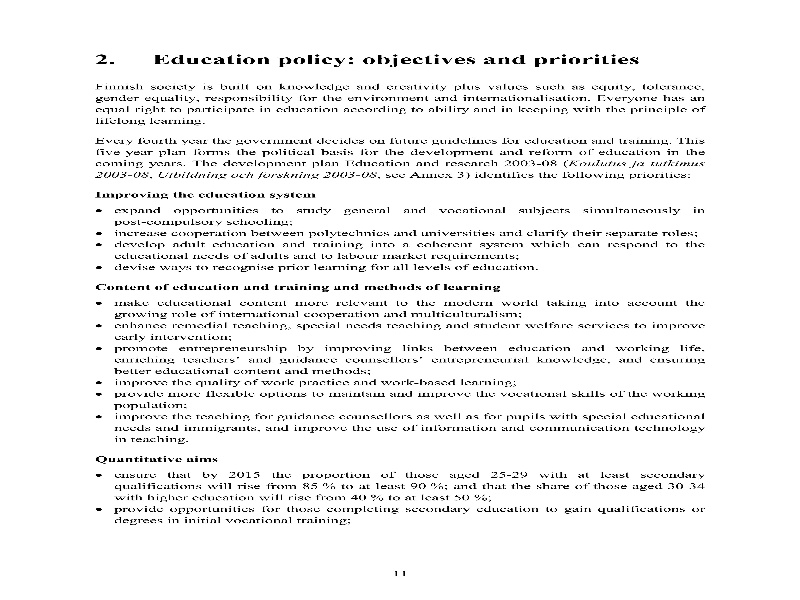 2. Education policy: objectives and priorities
Finnish society is built on knowledge and creativity plus values such as equity, tolerance,
gender equality, responsibility for the environment and internationalisation. Everyone has an
equal right to participate in education according to ability and in keeping with the principle of
lifelong learning.
Every fourth year the government decides on future guidelines for education and training. This
five year plan forms the political basis for the development and reform of education in the
coming years. The development plan Education and research 2003-08 (Koulutus ja tutkimus
2003-08, Utbildning och forskning 2003-08, see Annex 3) identifies the following priorities:
Improving the education system
• expand opportunities to study general and vocational subjects simultaneously in
post-compulsory schooling;
• increase cooperation between polytechnics and universities and clarify their separate roles;
• develop adult education and training into a coherent system which can respond to the
educational needs of adults and to labour market requirements;
• devise ways to recognise prior learning for all levels of education.
Content of education and training and methods of learning
• make educational content more relevant to the modern world taking into account the
growing role of international cooperation and multiculturalism;
• enhance remedial teaching, special needs teaching and student welfare services to improve
early intervention;
• promote entrepreneurship by improving links between education and working life,
enriching teachers’ and guidance counsellors’ entrepreneurial knowledge, and ensuring
better educational content and methods;
• improve the quality of work practice and work-based learning;
• provide more flexible options to maintain and improve the vocational skills of the working
population;
• improve the teaching for guidance counsellors as well as for pupils with special educational
needs and immigrants, and improve the use of information and communication technology
in teaching.
Quantitative aims
• ensure that by 2015 the proportion of those aged 25-29 with at least secondary
qualifications will rise from 85 % to at least 90 %; and that the share of those aged 30-34
with higher education will rise from 40 % to at least 50 %;
• provide opportunities for those completing secondary education to gain qualifications or
degrees in initial vocational training;
11